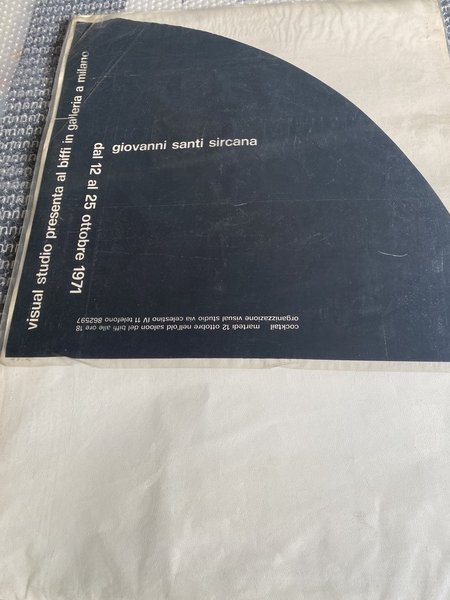 visual studio presenta al biffi in galleria a milano
giovanni santi sircana
dal 12 al 25 ottobre 1971
cocktail martedì 12 ottobre nell'old saloon del biffi alle ore 18
organizzazione visual studio via celestino IV 11 telefono 862597